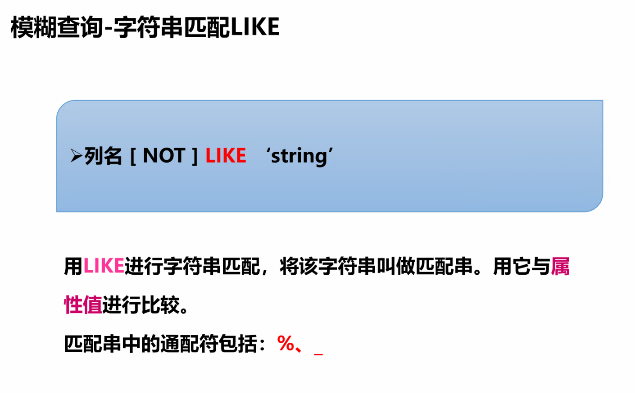 模糊查询-字符串匹配LIKE
➢列名 [ NOT ] LIKE ‘string’
用LIKE进行字符串匹配，将该字符串叫做匹配串。用它与属
性值进行比较。
匹配串中的通配符包括：%、_